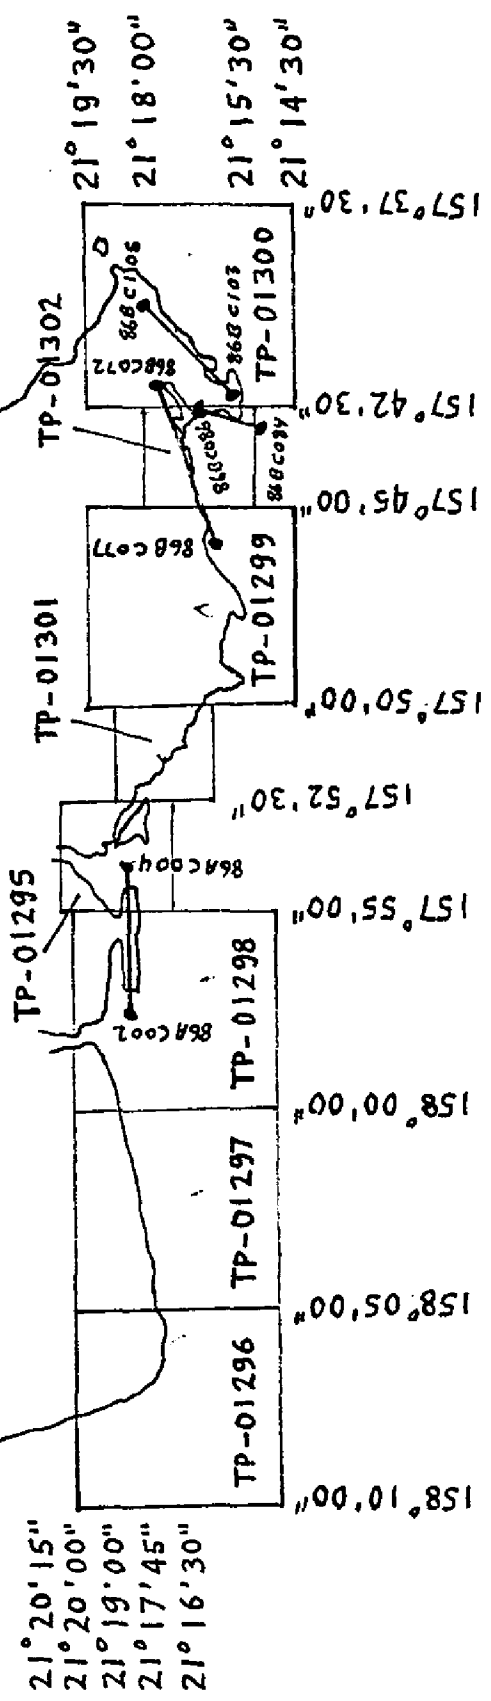 21° 20' 15"
21° 20' 00"
21° 19' 00"
21° 17' 45"
21° 16' 30"
21° 19' 30"
21° 18' 00"
21° 15' 30"
21° 14' 30"
TP-01295
TP-01301
TP-01302
TP-01296
TP-01297
TP-01298
TP-01299
TP-01300
86AC002
86AC004
86BC077
86BC072
86BC086
86BC084
86BC106
86BC103
158° 10' 00"
158° 05' 00"
158° 00' 00"
157° 55' 00"
157° 52' 30"
157° 50' 00"
157° 45' 00"
157° 42' 30"
157° 37' 30"